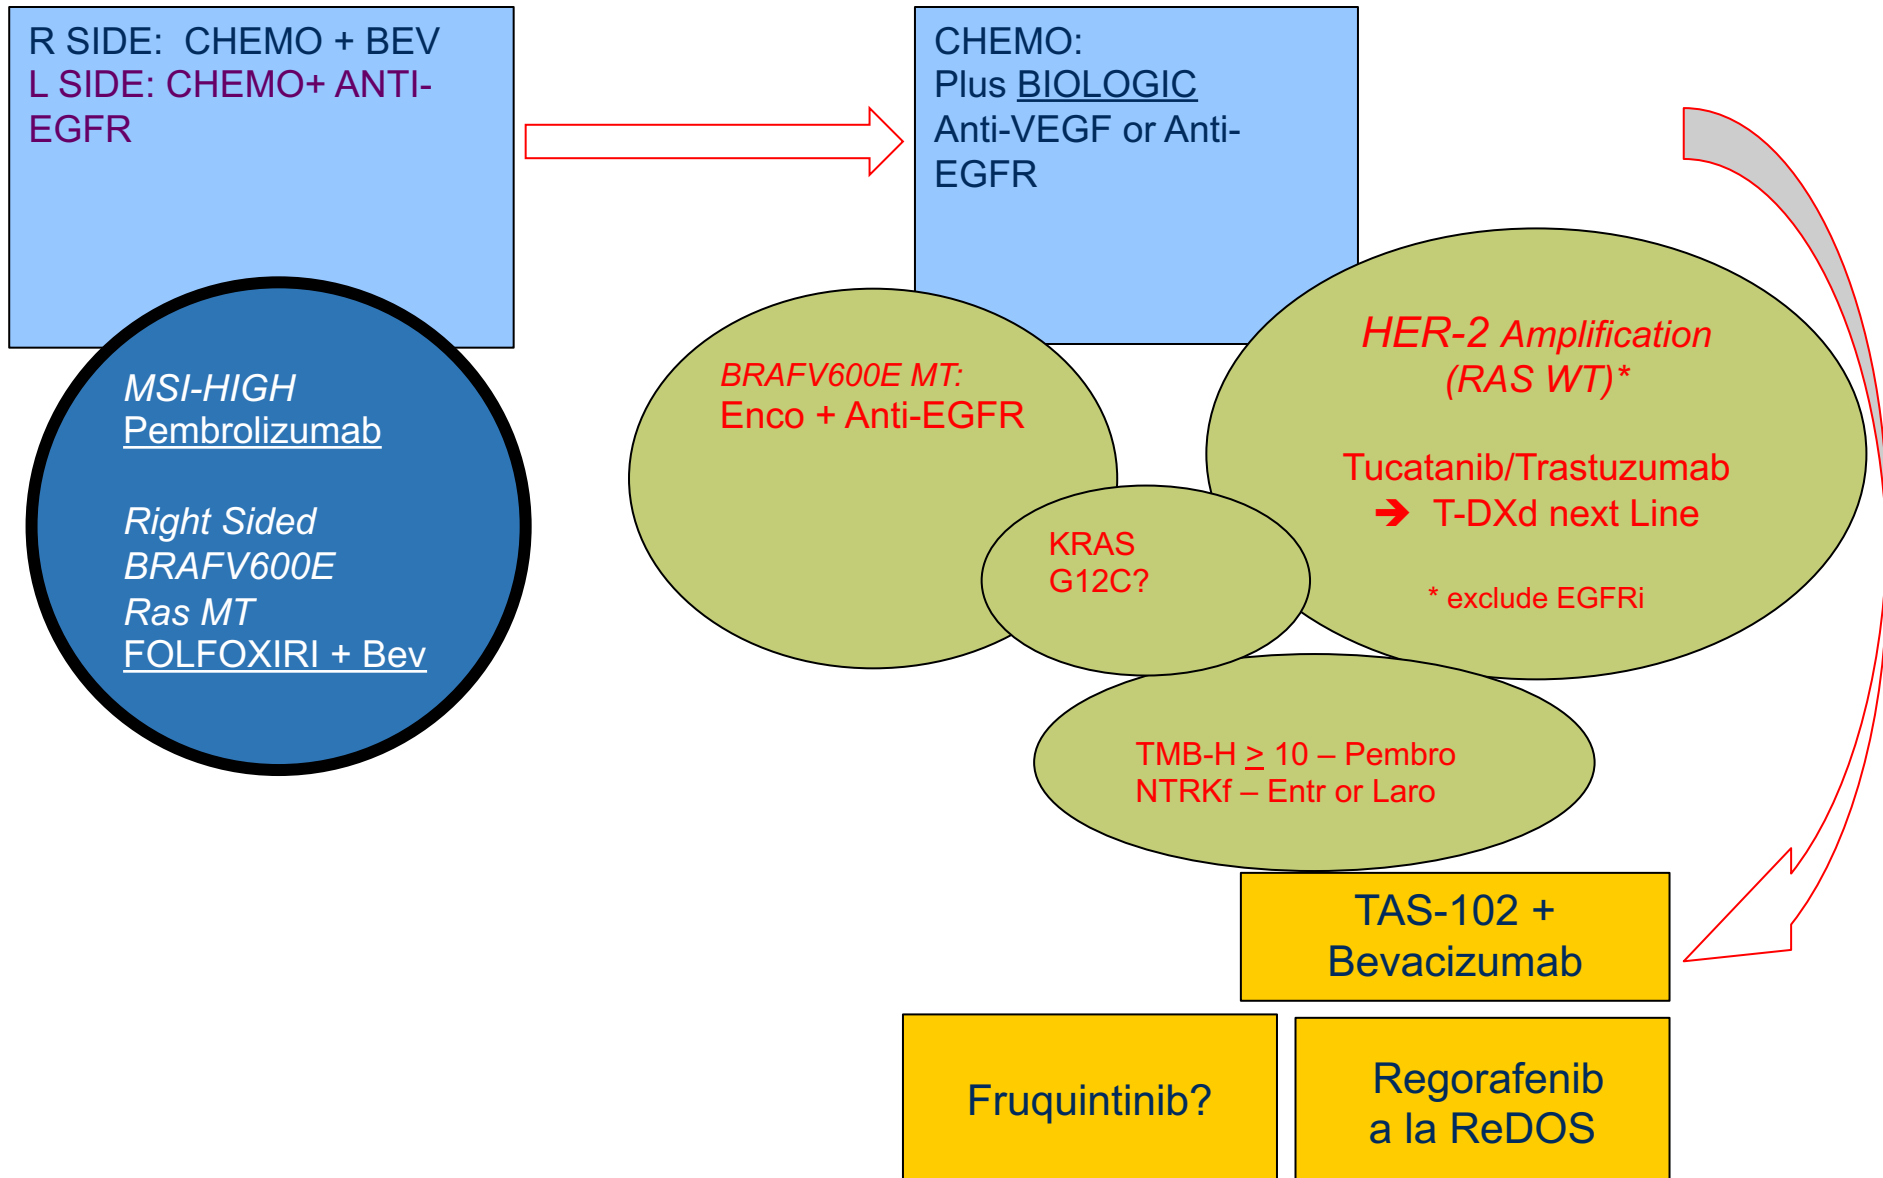 R SIDE:  CHEMO + BEV
L SIDE: CHEMO+ ANTI-
EGFR
CHEMO:
Plus BIOLOGIC
Anti-VEGF or Anti-
EGFR
MSI-HIGH
Pembrolizumab
Right Sided
BRAFV600E
Ras MT
FOLFOXIRI + Bev
BRAFV600E MT:
Enco + Anti-EGFR
HER-2 Amplification
(RAS WT)*
Tucatanib/Trastuzumab
➔ T-DXd next Line
* exclude EGFRi
KRAS
G12C?
TMB-H ≥ 10 – Pembro
NTRKf – Entr or Laro
TAS-102 +
Bevacizumab
Fruquintinib?
Regorafenib
a la ReDOS